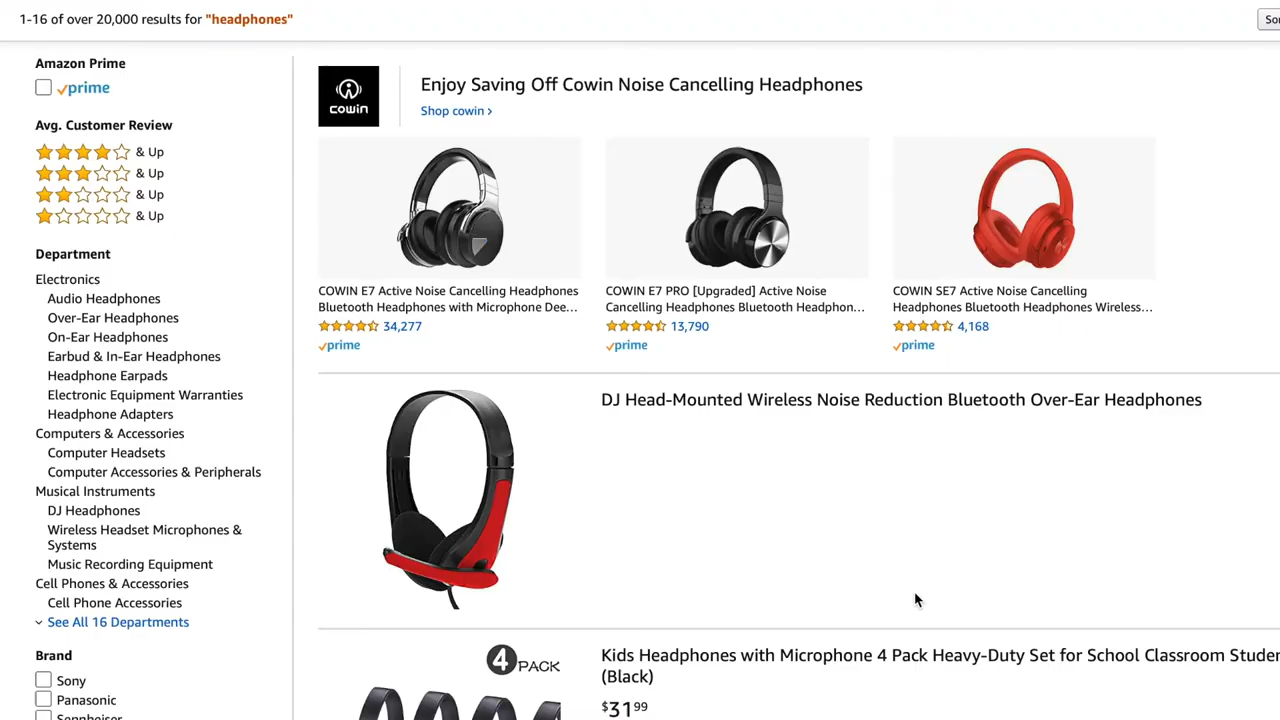 1-16 of over 20,000 results for "headphones"
Amazon Prime
prime
Avg. Customer Review
& Up
& Up
& Up
& Up
Department
Electronics
Audio Headphones
Over-Ear Headphones
On-Ear Headphones
Earbud & In-Ear Headphones
Headphone Earpads
Electronic Equipment Warranties
Headphone Adapters
Computers & Accessories
Computer Headsets
Computer Accessories & Peripherals
Musical Instruments
DJ Headphones
Wireless Headset Microphones &
Systems
Music Recording Equipment
Cell Phones & Accessories
Cell Phone Accessories
See All 16 Departments
Brand
Sony
Panasonic
Sennheiser
cowin
Enjoy Saving Off Cowin Noise Cancelling Headphones
Shop cowin ›
COWIN E7 Active Noise Cancelling Headphones
Bluetooth Headphones with Microphone Dee…
34,277
prime
COWIN E7 PRO [Upgraded] Active Noise
Cancelling Headphones Bluetooth Headphon…
13,790
prime
COWIN SE7 Active Noise Cancelling
Headphones Bluetooth Headphones Wireless…
4,168
prime
DJ Head-Mounted Wireless Noise Reduction Bluetooth Over-Ear Headphones
4 PACK
Kids Headphones with Microphone 4 Pack Heavy-Duty Set for School Classroom
(Black)
$3199